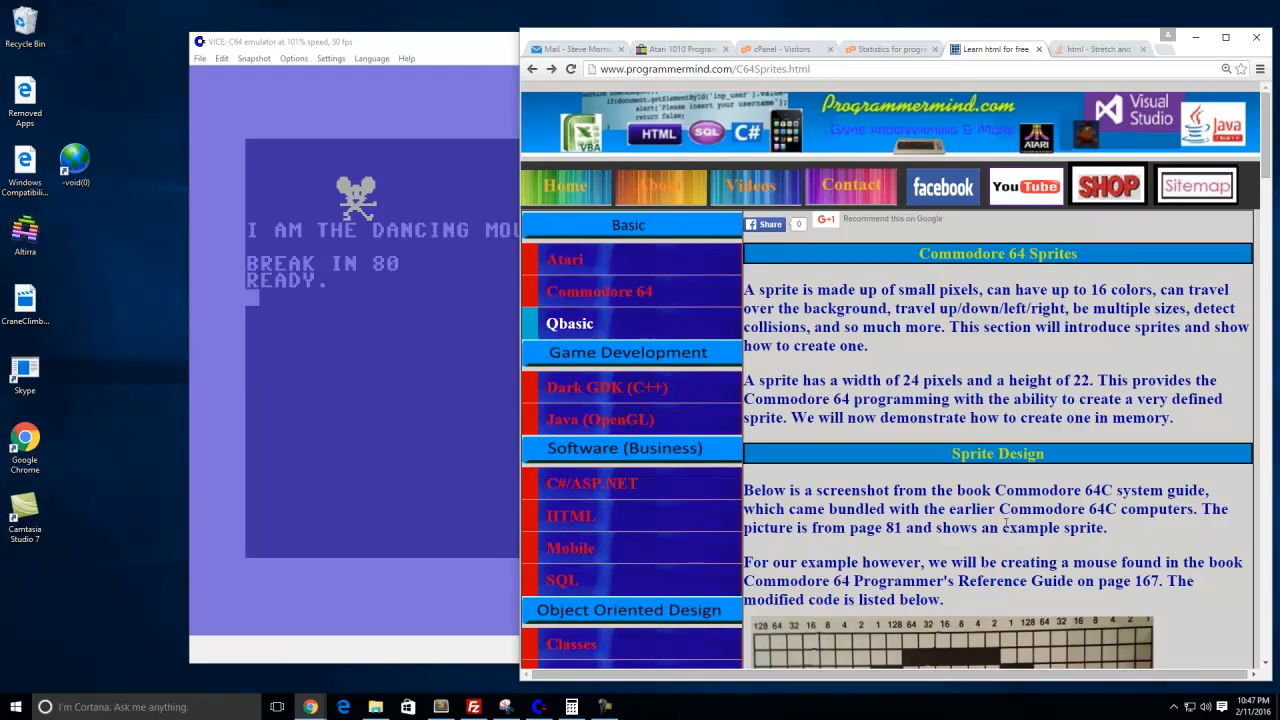 Recycle Bin
Removed Apps
Windows Compatibili...
-void(0)
Altirra
CraneClimb...
Skype
Google Chrome
Camtasia Studio 7
VICE: C64 emulator at 101% speed, 50 fps
File Edit Snapshot Options Settings Language Help
I AM THE DANCING MOU
BREAK IN 80
READY.
Mail - Steve Morro
Atari 1010 Program
cPanel - Visitors
Statistics for progr
Learn html for free
html - Stretch and
www.programmermind.com/C64Sprites.html
if(document.getElementById('inp_user').value
alert('Please insert your username');
return false;
VBA
HTML
SQL
C#
Programmermind.com
Game programming & More
ATARI
Visual Studio
Java
Home
About
Videos
Contact
facebook
YouTube
SHOP
Sitemap
Basic
Atari
Commodore 64
Qbasic
Game Development
Dark GDK (C++)
Java (OpenGL)
Software (Business)
C#/ASP.NET
HTML
Mobile
SQL
Object Oriented Design
Classes
Share 0 G+1 Recommend this on Google
Commodore 64 Sprites
A sprite is made up of small pixels, can have up to 16 colors, can travel
over the background, travel up/down/left/right, be multiple sizes, detect
collisions, and so much more. This section will introduce sprites and show
how to create one.
A sprite has a width of 24 pixels and a height of 22. This provides the
Commodore 64 programming with the ability to create a very defined
sprite. We will now demonstrate how to create one in memory.
Sprite Design
Below is a screenshot from the book Commodore 64C system guide,
which came bundled with the earlier Commodore 64C computers. The
picture is from page 81 and shows an example sprite.
For our example however, we will be creating a mouse found in the book
Commodore 64 Programmer's Reference Guide on page 167. The
modified code is listed below.
128 64 32 16 8 4 2 1 128 64 32 16 8 4 2 1 128 64 32 16 8 4 2 1
I'm Cortana. Ask me anything.
10:47 PM
2/11/2016